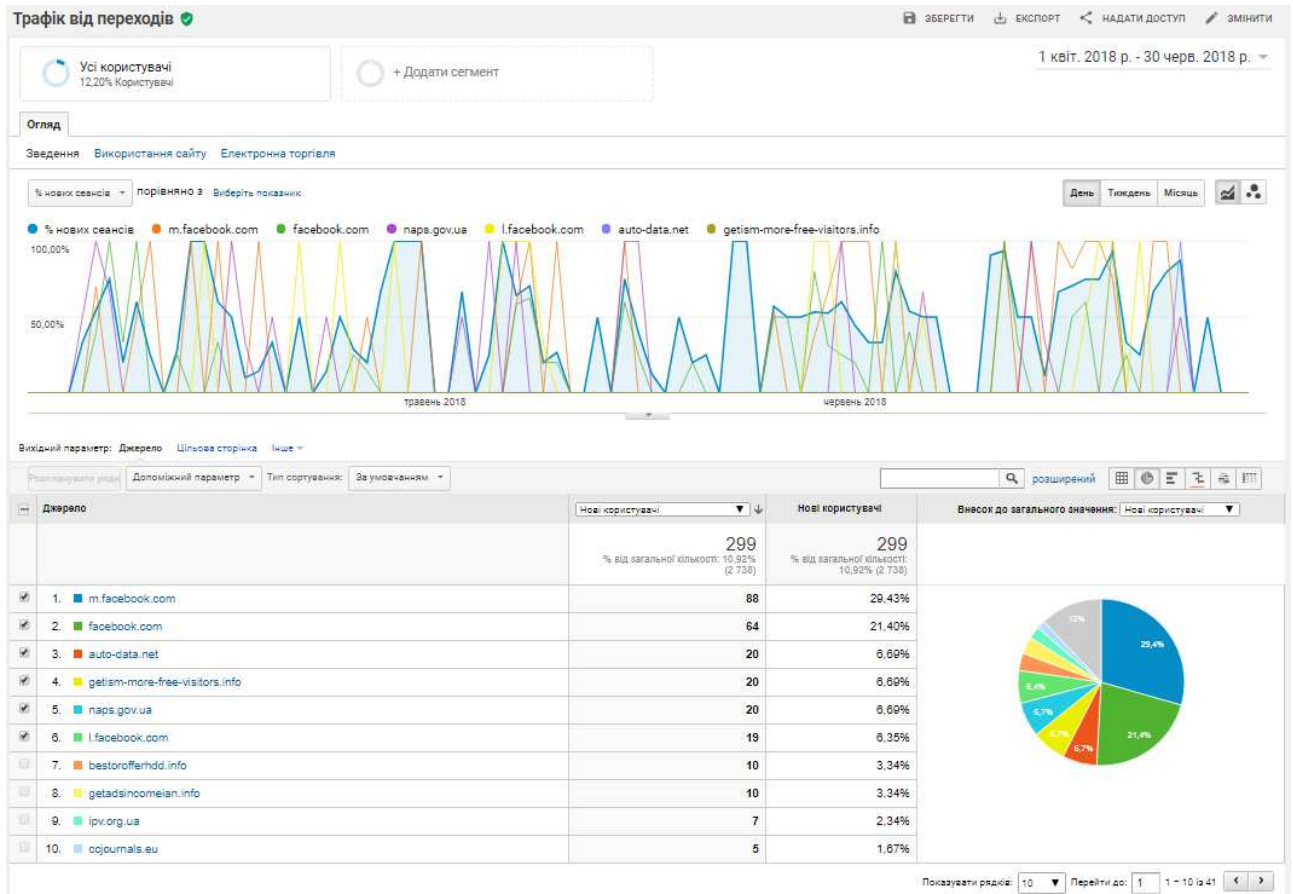 Трафік від переходів
ЗБЕРЕГТИ ЕКСПОРТ НАДАТИ ДОСТУП ЗМІНИТИ
1 квіт. 2018 р. - 30 черв. 2018 р.
Усі користувачі
12,20% Користувачі
+ Додати сегмент
Огляд
Зведення Використання сайту Електронна торгівля
% нових сеансів порівняно з Виберіть показник
День Тиждень Місяць
% нових сеансів m.facebook.com facebook.com naps.gov.ua l.facebook.com auto-data.net getism-more-free-visitors.info
100,00%
50,00%
травень 2018 червень 2018
Вихідний параметр: Джерело Цільова сторінка Інше
Розпланувати ряди Допоміжний параметр Тип сортування: За умовчанням розширений
Джерело Нові користувачі Нові користувачі Внесок до загального значення: Нові користувачі
299 299
% від загальної кількості: 10,92% % від загальної кількості:
(2 738) 10,92% (2 738)
1. m.facebook.com 88 29,43%
2. facebook.com 64 21,40%
3. auto-data.net 20 6,69%
4. getism-more-free-visitors.info 20 6,69%
5. naps.gov.ua 20 6,69%
6. l.facebook.com 19 6,35%
7. bestorofferhdd.info 10 3,34%
8. getadsincomeian.info 10 3,34%
9. ipv.org.ua 7 2,34%
10. cojournals.eu 5 1,67%
12%
29,4%
6,4%
6,7%
6,7%
6,7%
21,4%
Показувати рядків: 10 Перейти до: 1 1 – 10 із 41